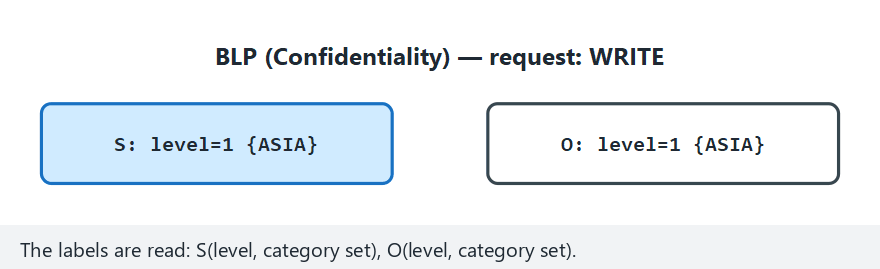 BLP (Confidentiality) — request: WRITE
S: level=1 {ASIA}
O: level=1 {ASIA}
The labels are read: S(level, category set), O(level, category set).